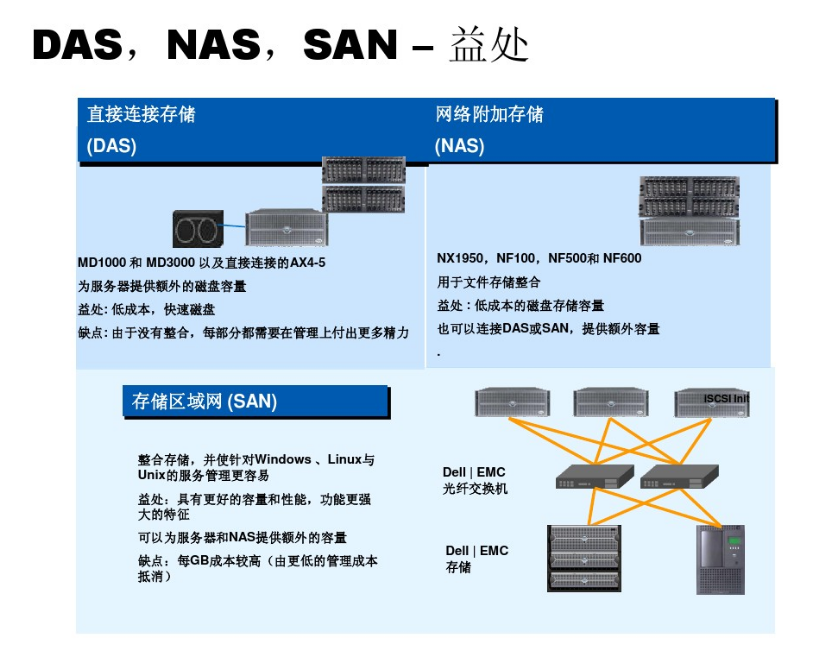 DAS，NAS，SAN – 益处
直接连接存储
(DAS)
网络附加存储
(NAS)
MD1000 和 MD3000 以及直接连接的AX4-5
为服务器提供额外的磁盘容量
益处: 低成本，快速磁盘
缺点: 由于没有整合，每部分都需要在管理上付出更多精力
NX1950，NF100，NF500和 NF600
用于文件存储整合
益处：低成本的磁盘存储容量
也可以连接DAS或SAN，提供额外容量
.
存储区域网 (SAN)
整合存储，并使针对Windows 、Linux与
Unix的服务管理更容易
益处：具有更好的容量和性能，功能更强
大的特征
可以为服务器和NAS提供额外的容量
缺点：每GB成本较高（由更低的管理成本
抵消）
iSCSI Init
Dell | EMC
光纤交换机
Dell | EMC
存储